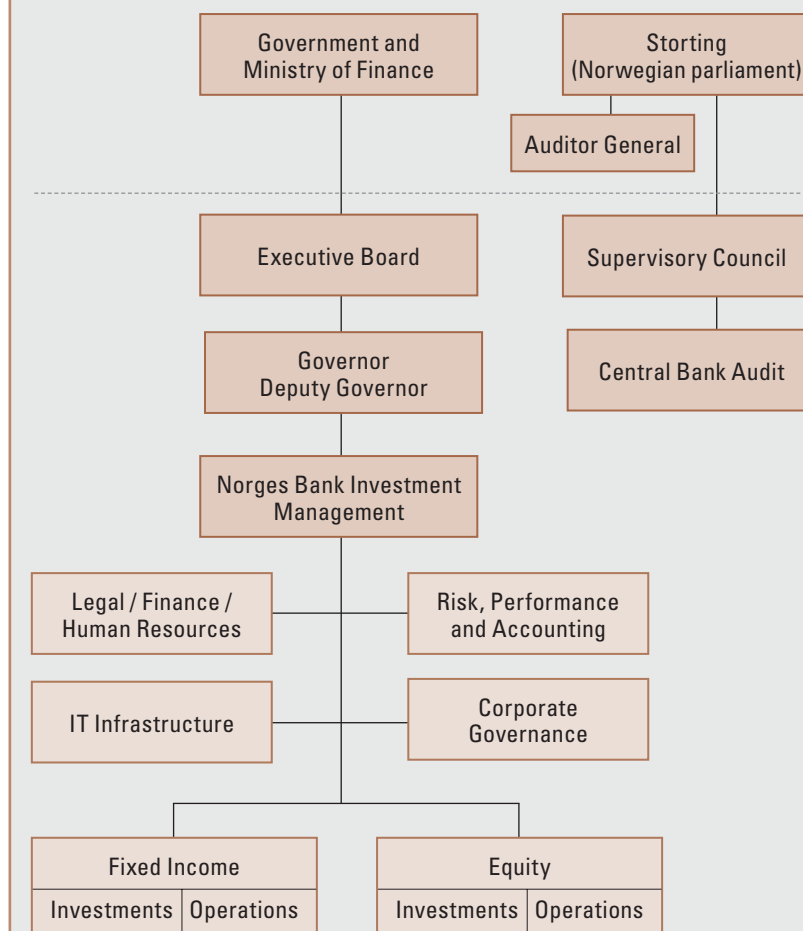 Government and
Ministry of Finance
Storting
(Norwegian parliament)
Auditor General
Executive Board
Supervisory Council
Governor
Deputy Governor
Central Bank Audit
Norges Bank Investment
Management
Legal / Finance /
Human Resources
Risk, Performance
and Accounting
IT Infrastructure
Corporate
Governance
Fixed Income
Investments
Operations
Equity
Investments
Operations